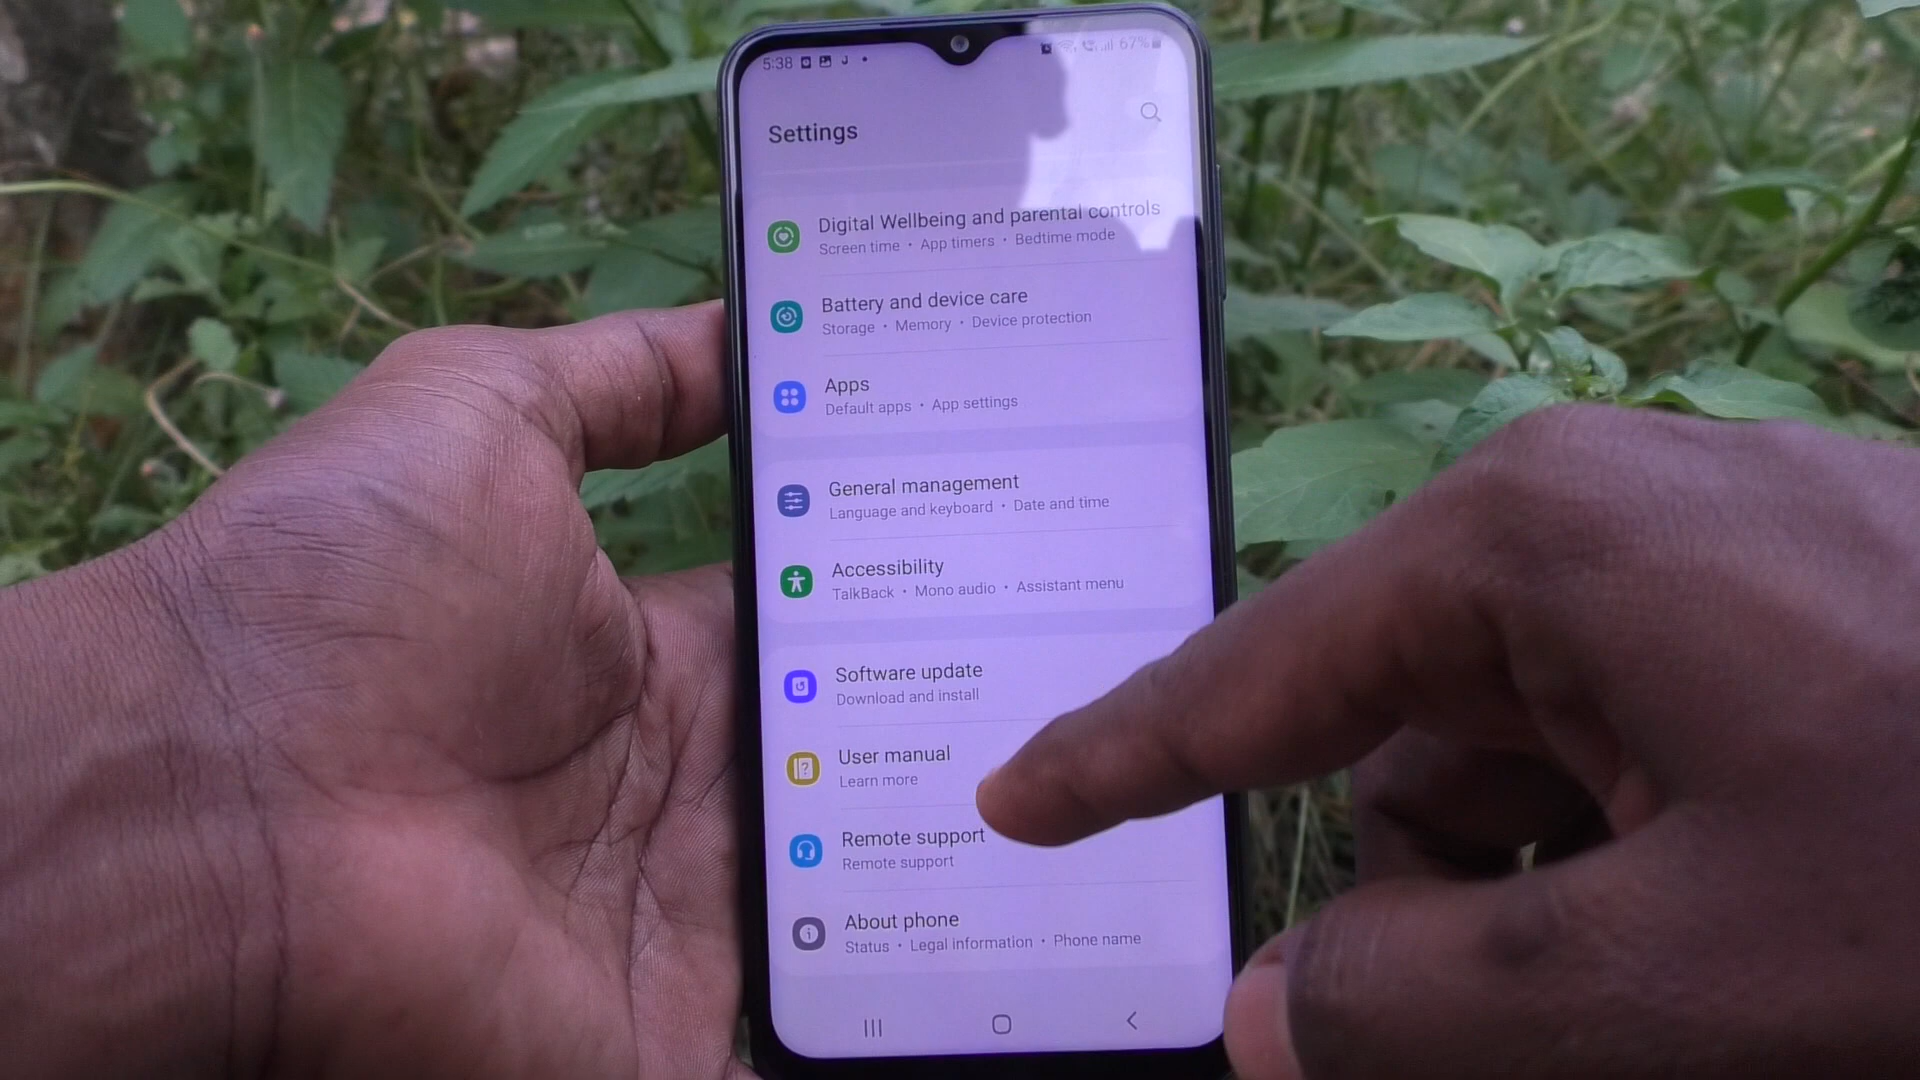 5:38
67%
Settings
Digital Wellbeing and parental controls
Screen time • App timers • Bedtime mode
Battery and device care
Storage • Memory • Device protection
Apps
Default apps • App settings
General management
Language and keyboard • Date and time
Accessibility
TalkBack • Mono audio • Assistant menu
Software update
Download and install
User manual
Learn more
Remote support
Remote support
About phone
Status • Legal information • Phone name